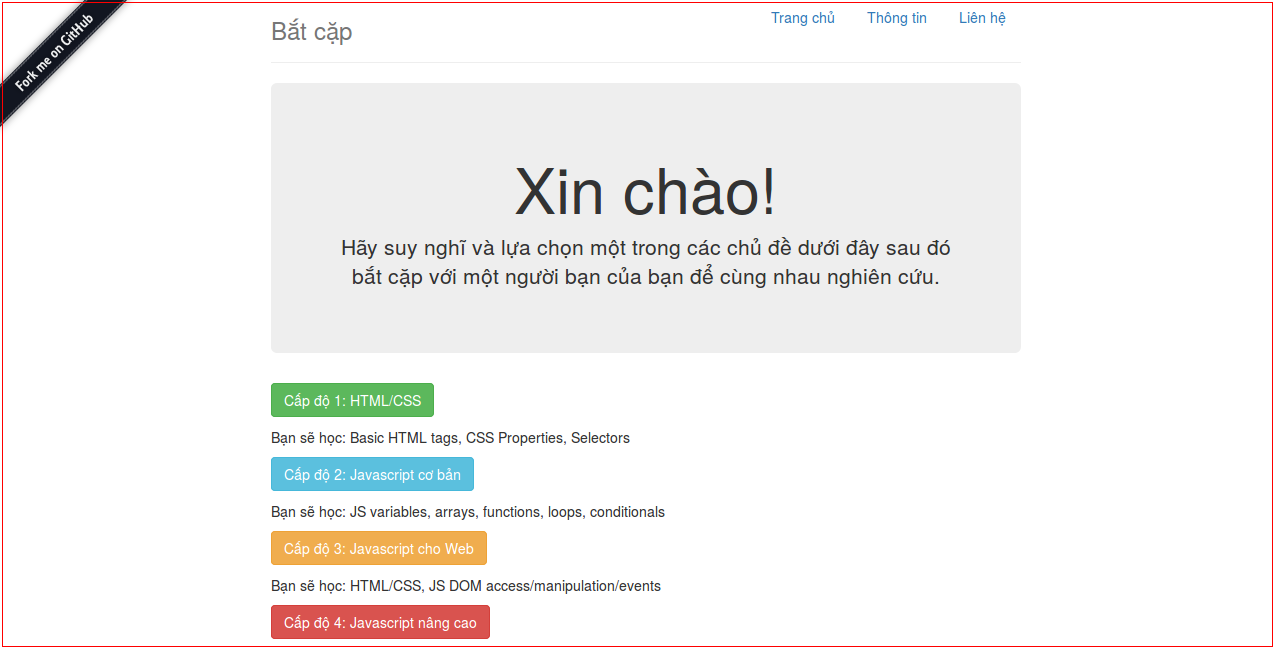 Fork me on GitHub
Bắt cặp
Trang chủ
Thông tin
Liên hệ
Xin chào!
Hãy suy nghĩ và lựa chọn một trong các chủ đề dưới đây sau đó
bắt cặp với một người bạn của bạn để cùng nhau nghiên cứu.
Cấp độ 1: HTML/CSS
Bạn sẽ học: Basic HTML tags, CSS Properties, Selectors
Cấp độ 2: Javascript cơ bản
Bạn sẽ học: JS variables, arrays, functions, loops, conditionals
Cấp độ 3: Javascript cho Web
Bạn sẽ học: HTML/CSS, JS DOM access/manipulation/events
Cấp độ 4: Javascript nâng cao